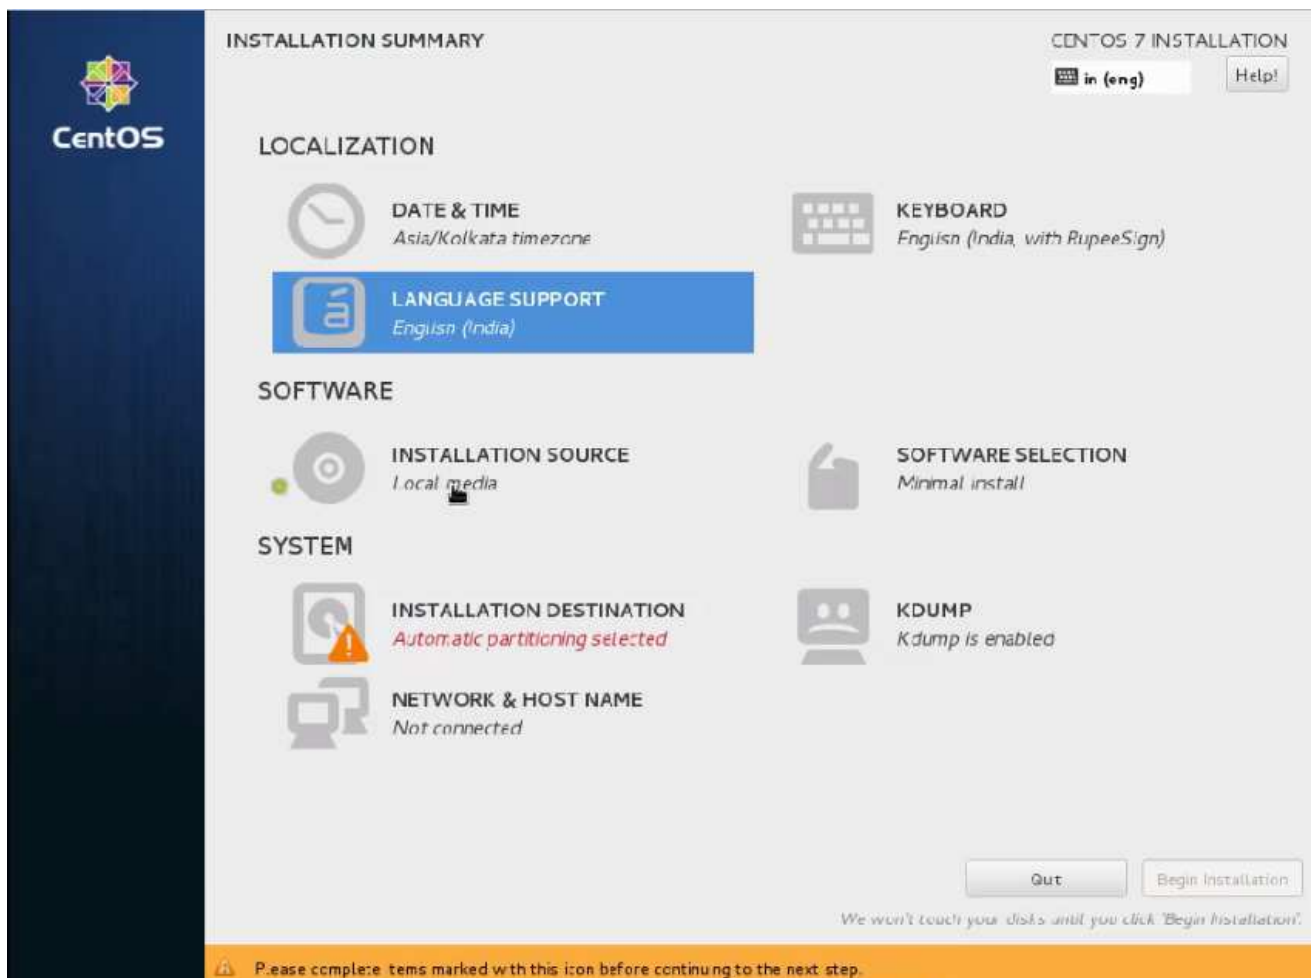 INSTALLATION SUMMARY
CENTOS 7 INSTALLATION
in (eng)
Help!
CentOS
LOCALIZATION
DATE & TIME
Asia/Kolkata timezone
KEYBOARD
English (India, with RupeeSign)
LANGUAGE SUPPORT
English (India)
SOFTWARE
INSTALLATION SOURCE
Local media
SOFTWARE SELECTION
Minimal install
SYSTEM
INSTALLATION DESTINATION
Automatic partitioning selected
KDUMP
Kdump is enabled
NETWORK & HOST NAME
Not connected
Quit
Begin Installation
We won't touch your disks until you click 'Begin Installation'.
Please complete items marked with this icon before continuing to the next step.